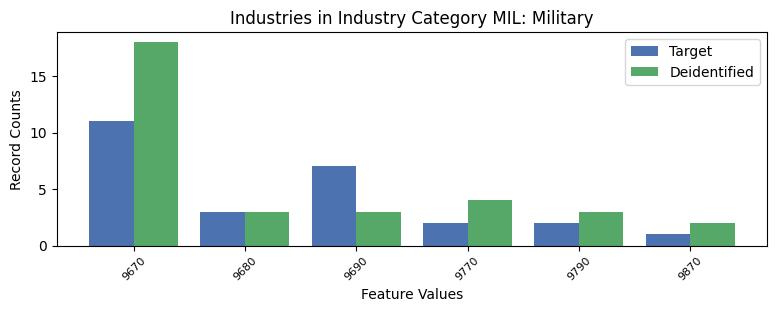 Industries in Industry Category MIL: Military
Target
Deidentified
Record Counts
15
10
5
0
9670
9680
9690
9770
9790
9870
Feature Values